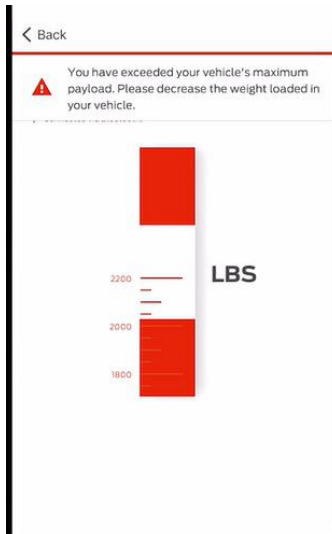 Back
You have exceeded your vehicle's maximum
payload. Please decrease the weight loaded in
your vehicle.
2200
LBS
2000
1800